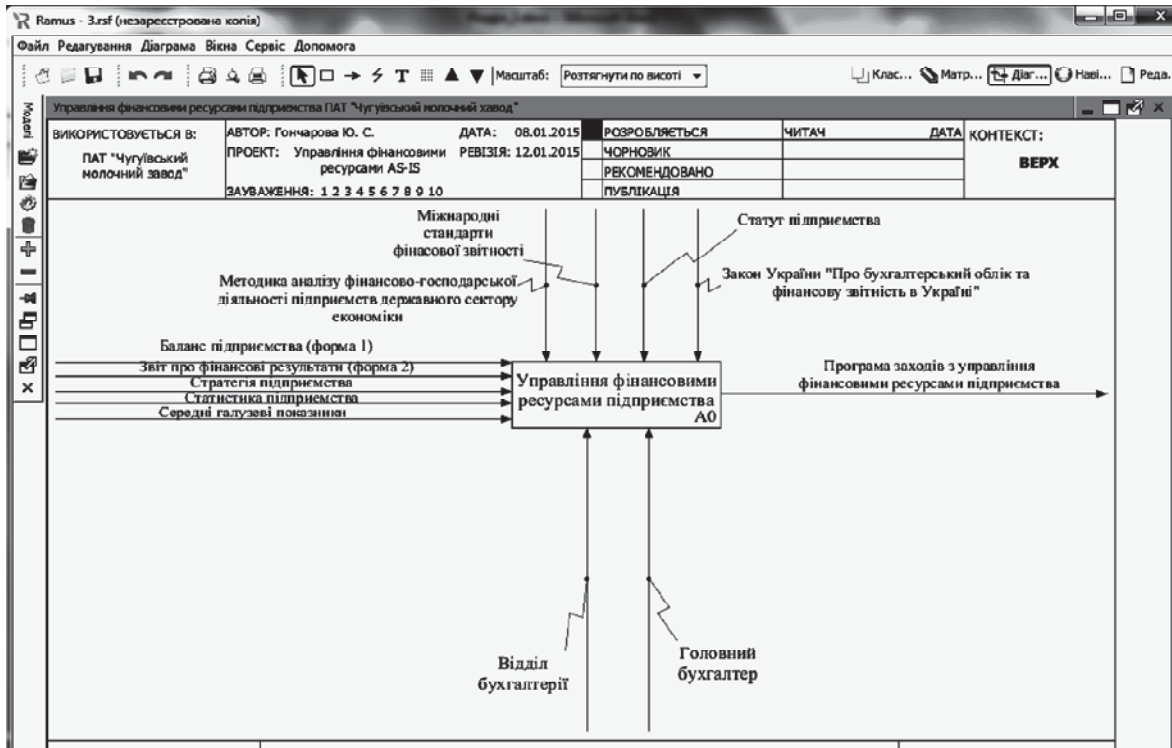 Ramus - 3.rsf (незареєстрована копія)
Файл Редагування Діаграма Вікна Сервіс Допомога
Масштаб: Розтягнути по висоті
Клас... Матр... Діаг... Наві... Реда.
Моделі
Управління фінансовими ресурсами підприємства ПАТ "Чугуївський молочний хавод"
ВИКОРИСТОВУЄТЬСЯ В:
ПАТ "Чугуївський
молочний завод"
АВТОР: Гончарова Ю. С.
ДАТА: 08.01.2015
ПРОЕКТ: Управління фінансовими
ресурсами AS-IS
РЕВІЗІЯ: 12.01.2015
ЗАУВАЖЕННЯ: 1 2 3 4 5 6 7 8 9 10
РОЗРОБЛЯЄТЬСЯ
ЧОРНОВИК
РЕКОМЕНДОВАНО
ПУБЛІКАЦІЯ
ЧИТАЧ
ДАТА
КОНТЕКСТ:
ВЕРХ
Міжнародні
стандарти
фінасової звітності
Статут підприємства
Методика аналізу фінансово-господарської
діяльності підприємств державного сектору
економіки
Закон України "Про бухгалтерський облік та
фінансову звітність в Україні"
Баланс підприємства (форма 1)
Звіт про фінансові результати (форма 2)
Стратегія підприємства
Статистика підприємства
Середні галузеві показники
Управління фінансовими
ресурсами підприємства
A0
Програма заходів з управління
фінансовими ресурсами підприємства
Відділ
бухгалтерії
Головний
бухгалтер